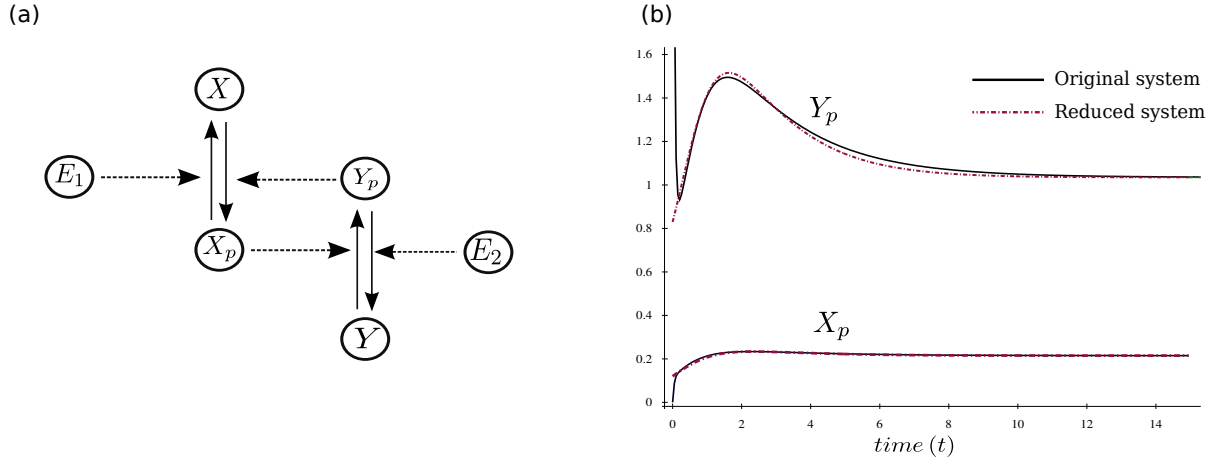 (a)
X
E1
Yp
Xp
E2
Y
(b)
1.6
1.4
1.2
1
0.8
0.6
0.4
0.2
0
Original system
Reduced system
Yp
Xp
0 2 4 6 8 10 12 14
time (t)